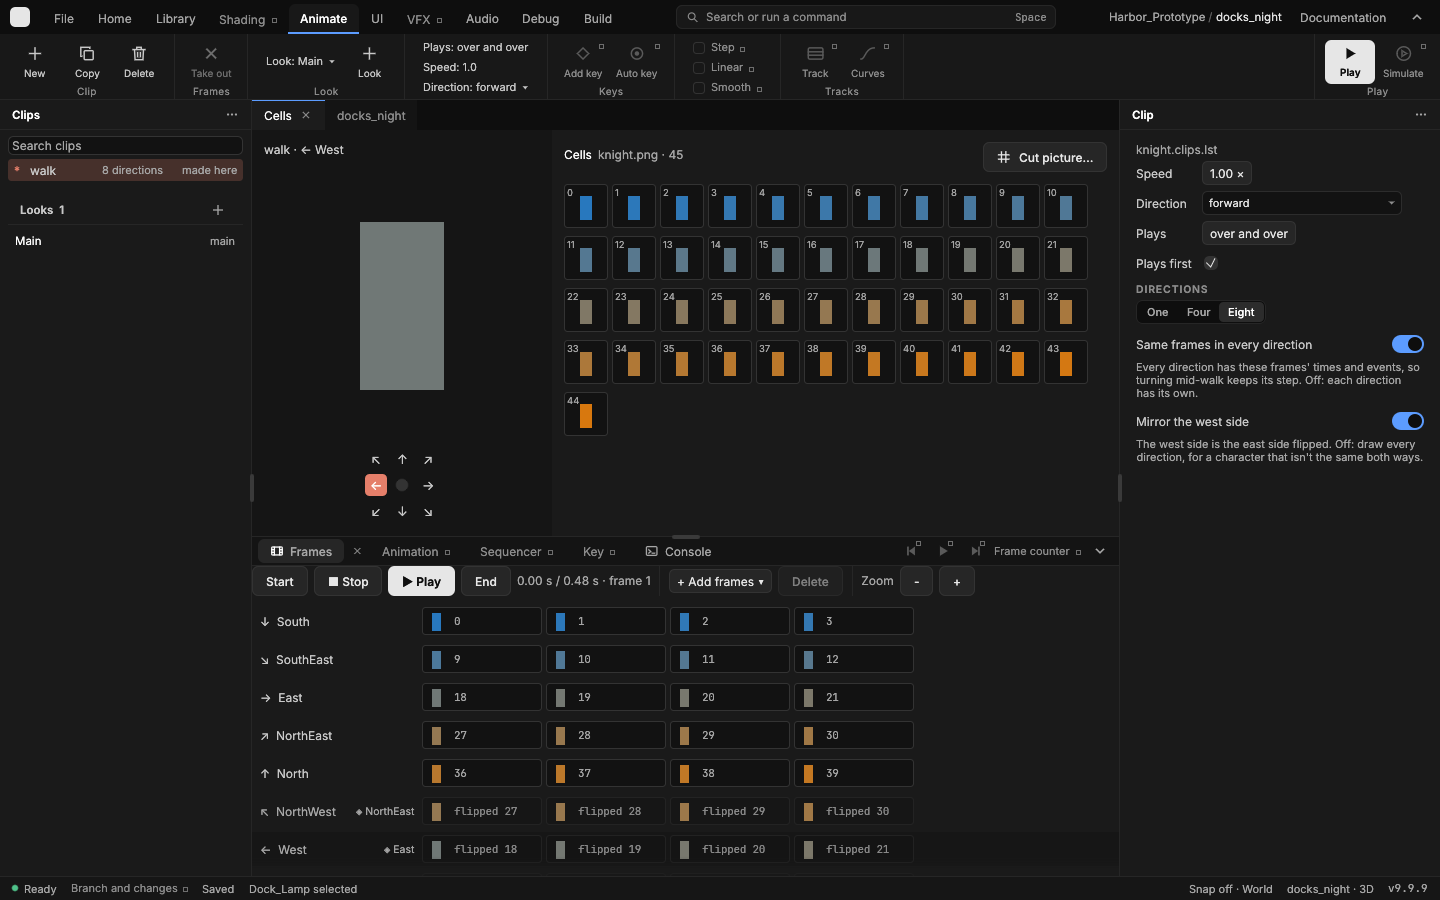 File Home Library Shading Animate UI VFX Audio Debug Build Search or run a command Space Harbor_Prototype / docks_night Documentation
New Copy Delete Clip
Take out Frames
Look: Main Look Look
Plays: over and over
Speed: 1.0
Direction: forward
Add key Auto key Keys
Step
Linear
Smooth
Track Curves Tracks
Play Simulate Play
Clips
Search clips
* walk 8 directions made here
Looks 1
Main main
Cells docks_night
walk · ← West
Cells knight.png · 45 Cut picture...
0 1 2 3 4 5 6 7 8 9 10
11 12 13 14 15 16 17 18 19 20 21
22 23 24 25 26 27 28 29 30 31 32
33 34 35 36 37 38 39 40 41 42 43
44
↖ ↑ ↗
← →
↙ ↓ ↘
Frames Animation Sequencer Key Console Frame counter
Start Stop Play End 0.00 s / 0.48 s · frame 1 + Add frames Delete Zoom - +
↓ South 0 1 2 3
↘ SouthEast 9 10 11 12
→ East 18 19 20 21
↗ NorthEast 27 28 29 30
↑ North 36 37 38 39
↖ NorthWest ◆ NorthEast flipped 27 flipped 28 flipped 29 flipped 30
← West ◆ East flipped 18 flipped 19 flipped 20 flipped 21
Clip
knight.clips.lst
Speed 1.00 ×
Direction forward
Plays over and over
Plays first
DIRECTIONS
One Four Eight
Same frames in every direction
Every direction has these frames' times and events, so
turning mid-walk keeps its step. Off: each direction
has its own.
Mirror the west side
The west side is the east side flipped. Off: draw every
direction, for a character that isn't the same both ways.
Ready Branch and changes Saved Dock_Lamp selected Snap off · World docks_night · 3D v9.9.9